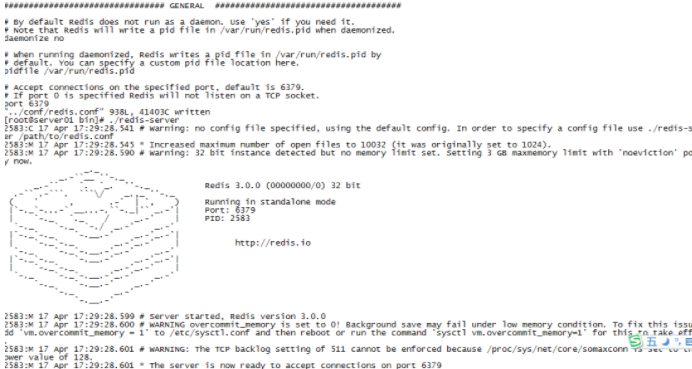 ################################ GENERAL #####################################
# By default Redis does not run as a daemon. Use 'yes' if you need it.
# Note that Redis will write a pid file in /var/run/redis.pid when daemonized.
daemonize no
# When running daemonized, Redis writes a pid file in /var/run/redis.pid by
# default. You can specify a custom pid file location here.
pidfile /var/run/redis.pid
# Accept connections on the specified port, default is 6379.
# If port 0 is specified Redis will not listen on a TCP socket.
port 6379
"../conf/redis.conf" 938L, 41403C written
[root@server01 bin]# ./redis-server
2583:C 17 Apr 17:29:28.541 # Warning: no config file specified, using the default config. In order to specify a config file use ./redis-s
er /path/to/redis.conf
2583:M 17 Apr 17:29:28.545 * Increased maximum number of open files to 10032 (it was originally set to 1024).
2583:M 17 Apr 17:29:28.590 # Warning: 32 bit instance detected but no memory limit set. Setting 3 GB maxmemory limit with 'noeviction' po
y now.
Redis 3.0.0 (00000000/0) 32 bit
Running in standalone mode
Port: 6379
PID: 2583
http://redis.io
2583:M 17 Apr 17:29:28.599 # Server started, Redis version 3.0.0
2583:M 17 Apr 17:29:28.600 # WARNING overcommit_memory is set to 0! Background save may fail under low memory condition. To fix this issu
dd 'vm.overcommit_memory = 1' to /etc/sysctl.conf and then reboot or run the command 'sysctl vm.overcommit_memory=1' for this to take eff
.
五
2583:M 17 Apr 17:29:28.601 # WARNING: The TCP backlog setting of 511 cannot be enforced because /proc/sys/net/core/somaxconn is set to th
ower value of 128.
2583:M 17 Apr 17:29:28.601 * The server is now ready to accept connections on port 6379